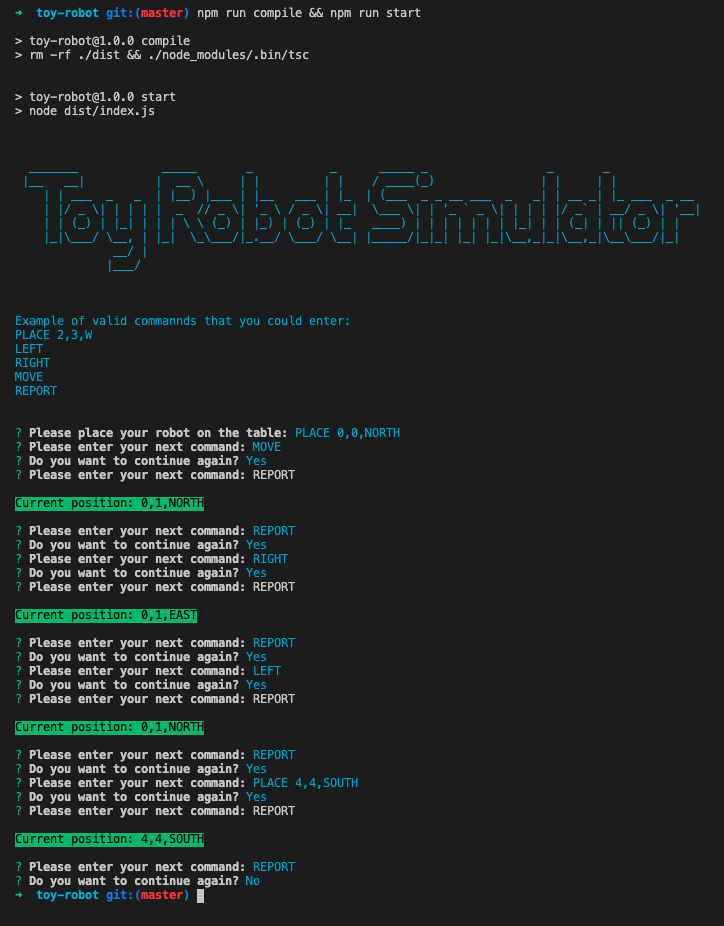 ➜  toy-robot git:(master) npm run compile && npm run start
> toy-robot@1.0.0 compile
> rm -rf ./dist && ./node_modules/.bin/tsc
> toy-robot@1.0.0 start
> node dist/index.js
Toy Robot Simulator
Example of valid commannds that you could enter:
PLACE 2,3,W
LEFT
RIGHT
MOVE
REPORT
? Please place your robot on the table: PLACE 0,0,NORTH
? Please enter your next command: MOVE
? Do you want to continue again? Yes
? Please enter your next command: REPORT
Current position: 0,1,NORTH
? Please enter your next command: REPORT
? Do you want to continue again? Yes
? Please enter your next command: RIGHT
? Do you want to continue again? Yes
? Please enter your next command: REPORT
Current position: 0,1,EAST
? Please enter your next command: REPORT
? Do you want to continue again? Yes
? Please enter your next command: LEFT
? Do you want to continue again? Yes
? Please enter your next command: REPORT
Current position: 0,1,NORTH
? Please enter your next command: REPORT
? Do you want to continue again? Yes
? Please enter your next command: PLACE 4,4,SOUTH
? Do you want to continue again? Yes
? Please enter your next command: REPORT
Current position: 4,4,SOUTH
? Please enter your next command: REPORT
? Do you want to continue again? No
➜  toy-robot git:(master)